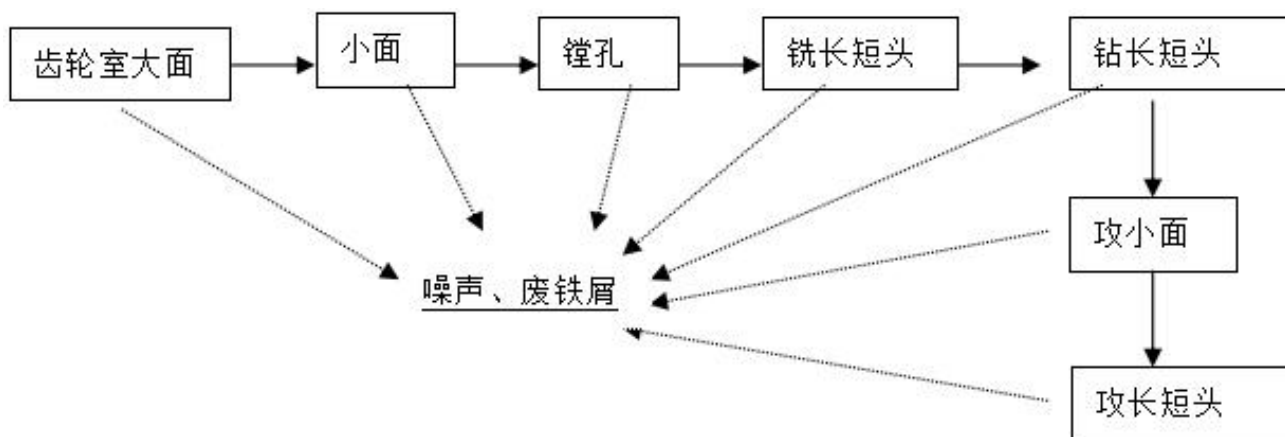 齿轮室大面
小面
镗孔
铣长短头
钻长短头
攻小面
噪声、废铁屑
攻长短头